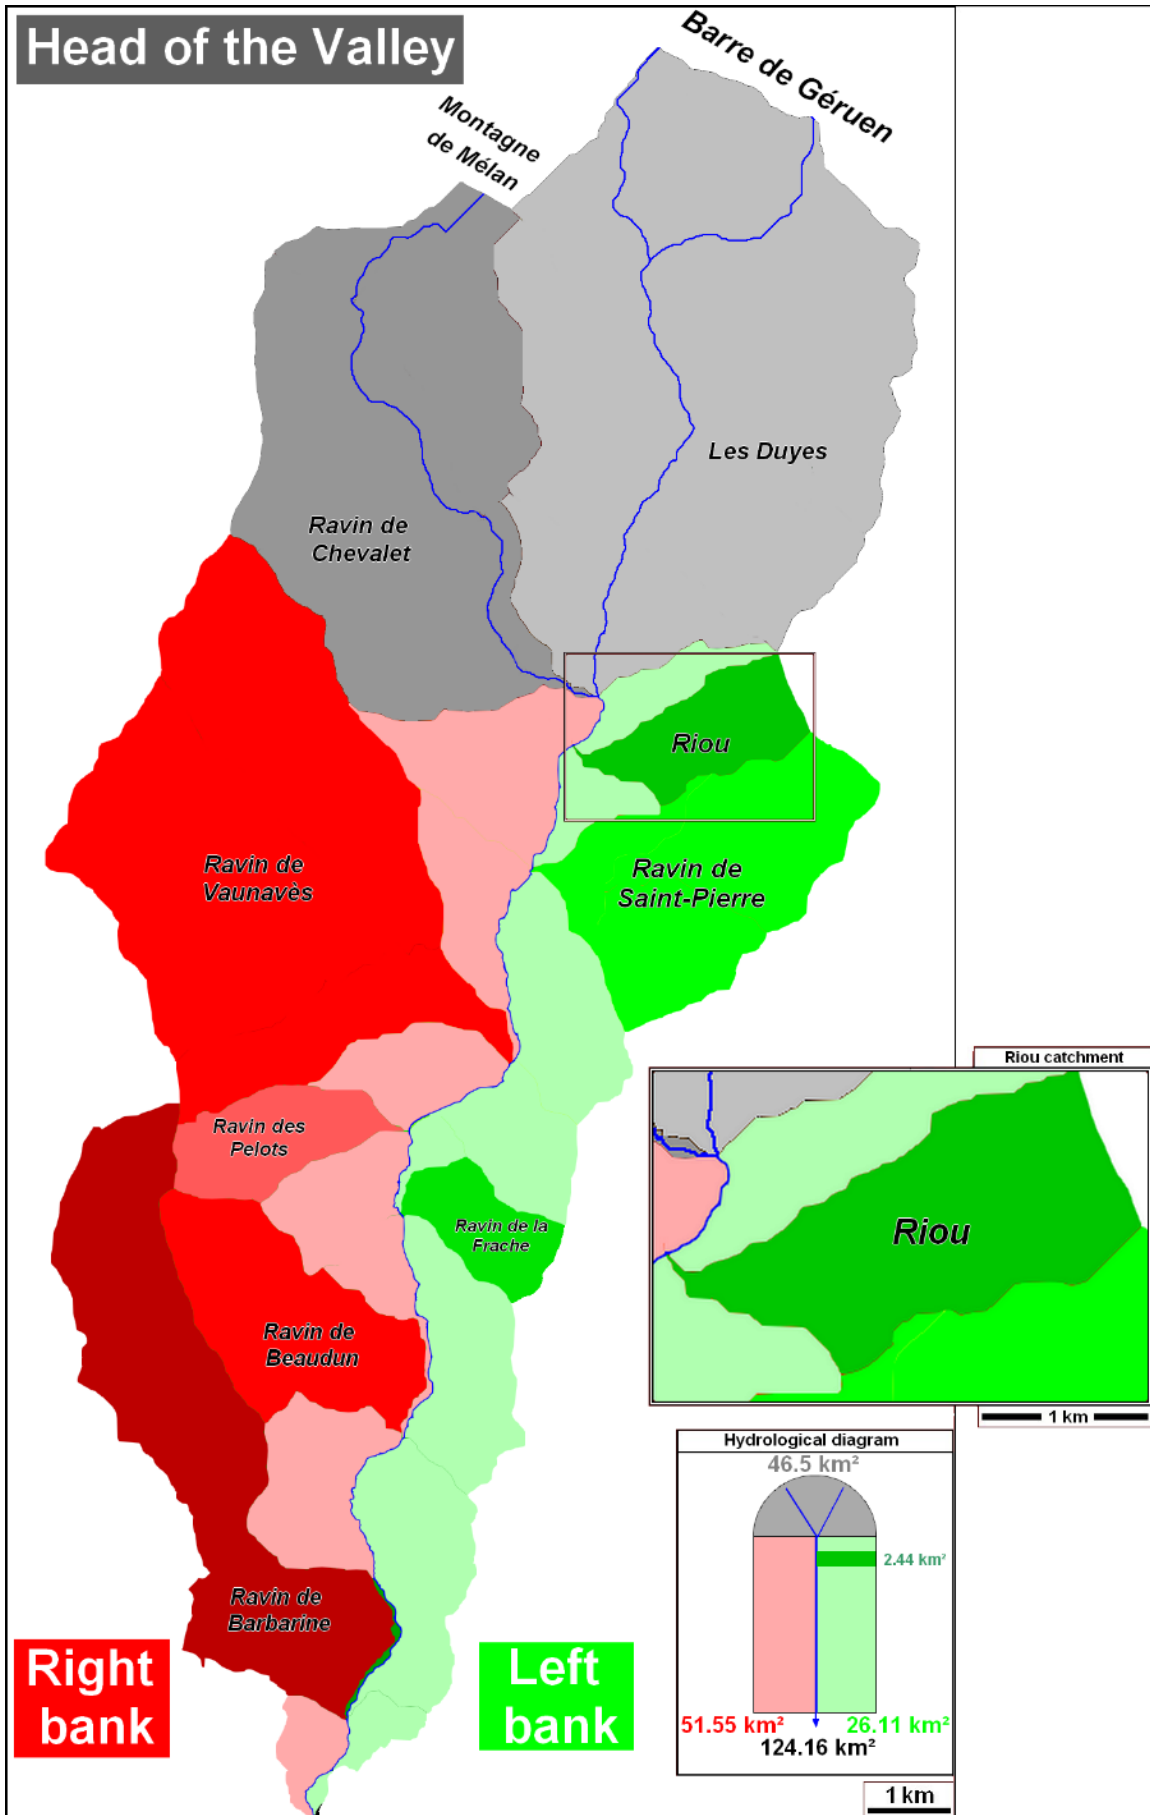 Head of the Valley
Barre de Géruen
Montagne
de Mélan
Les Duyes
Ravin de
Chevalet
Riou
Ravin de
Vaunavès
Ravin de
Saint-Pierre
Riou catchment
Ravin des
Pelots
Ravin de la
Frache
Riou
Ravin de
Beaudun
1 km
Hydrological diagram
46.5 km²
2.44 km²
Ravin de
Barbarine
Right
bank
Left
bank
51.55 km²
26.11 km²
124.16 km²
1 km